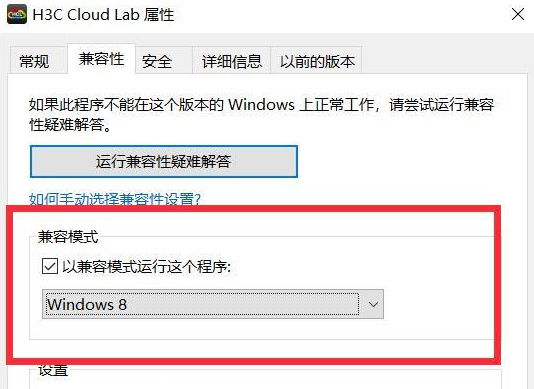 H3C Cloud Lab 属性
常规 兼容性 安全 详细信息 以前的版本
如果此程序不能在这个版本的 Windows 上正常工作，请尝试运行兼容
性疑难解答。
运行兼容性疑难解答
如何手动选择兼容性设置?
兼容模式
以兼容模式运行这个程序:
Windows 8
设置